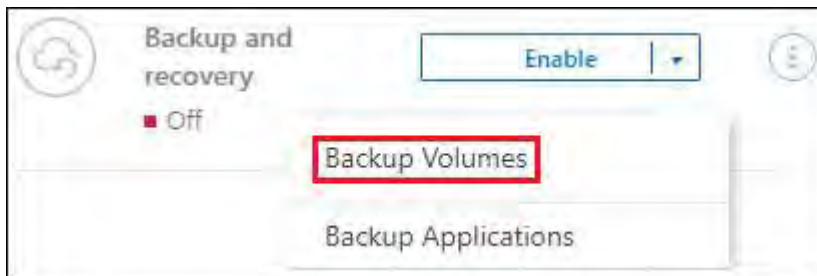 Backup and
recovery
Off
Enable
Backup Volumes
Backup Applications